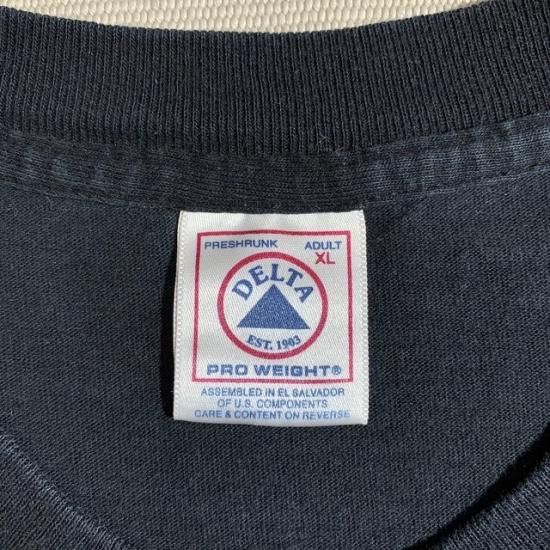 PRESHRUNK ADULT
XL
DELTA
EST. 1903
PRO WEIGHT®
ASSEMBLED IN EL SALVADOR
OF U.S. COMPONENTS
CARE & CONTENT ON REVERSE